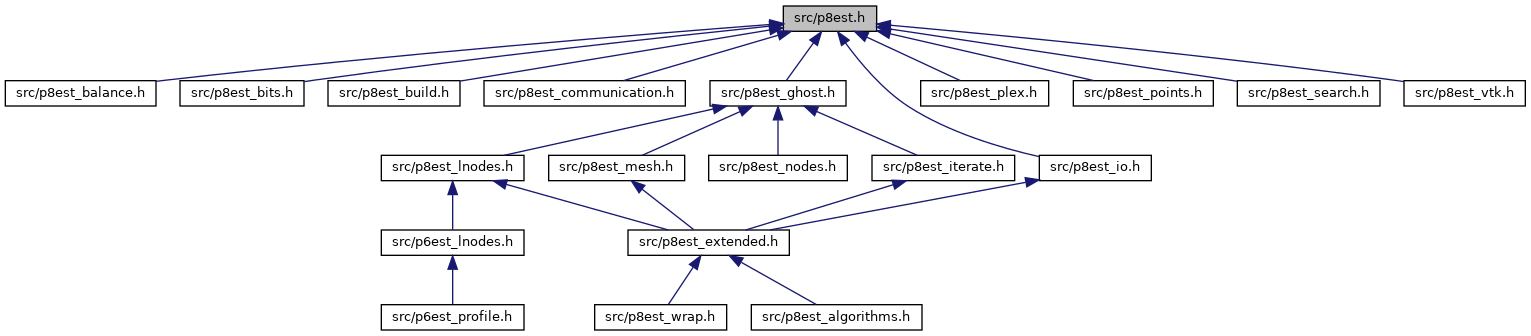 src/p8est.h
src/p8est_balance.h
src/p8est_bits.h
src/p8est_build.h
src/p8est_communication.h
src/p8est_ghost.h
src/p8est_plex.h
src/p8est_points.h
src/p8est_search.h
src/p8est_vtk.h
src/p8est_lnodes.h
src/p8est_mesh.h
src/p8est_nodes.h
src/p8est_iterate.h
src/p8est_io.h
src/p6est_lnodes.h
src/p8est_extended.h
src/p6est_profile.h
src/p8est_wrap.h
src/p8est_algorithms.h